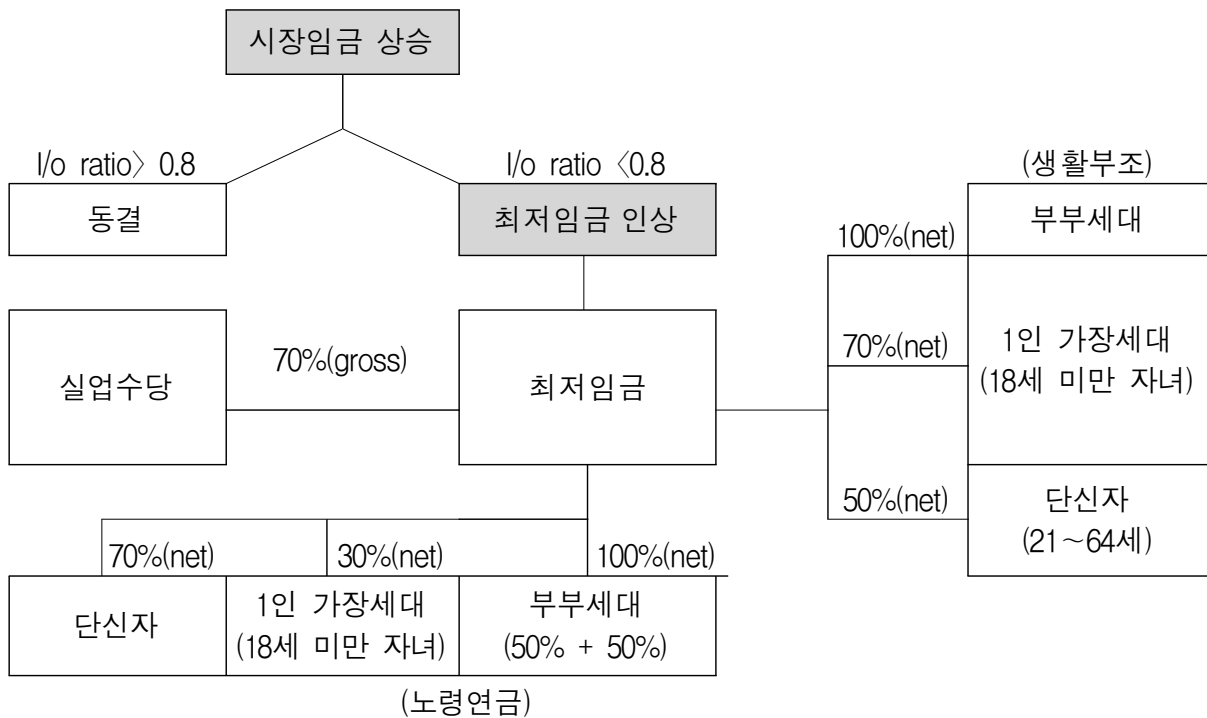 시장임금 상승
I/o ratio〉 0.8
I/o ratio 〈0.8
(생활부조)
동결
최저임금 인상
부부세대
100%(net)
실업수당
70%(gross)
최저임금
70%(net)
1인 가장세대
(18세 미만 자녀)
50%(net)
단신자
(21～64세)
70%(net)
30%(net)
100%(net)
단신자
1인 가장세대
(18세 미만 자녀)
부부세대
(50% + 50%)
(노령연금)